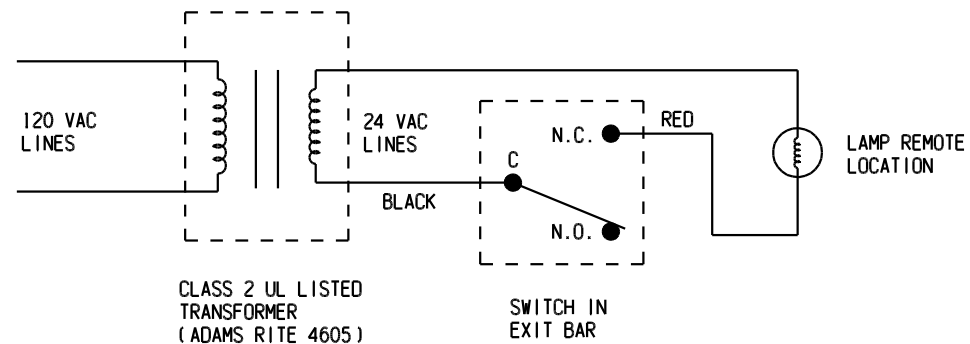 120 VAC
LINES
24 VAC
LINES
BLACK
N.C.
C
N.O.
RED
LAMP REMOTE
LOCATION
CLASS 2 UL LISTED
TRANSFORMER
(ADAMS RITE 4605)
SWITCH IN
EXIT BAR